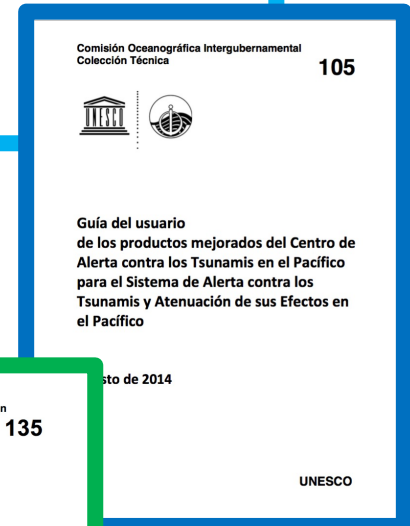 Comisión Oceanográfica Intergubernamental
Colección Técnica
105
UNESCO
Guía del usuario
de los productos mejorados del Centro de
Alerta contra los Tsunamis en el Pacífico
para el Sistema de Alerta contra los
Tsunamis y Atenuación de sus Efectos en
el Pacífico
sto de 2014
n
135
UNESCO